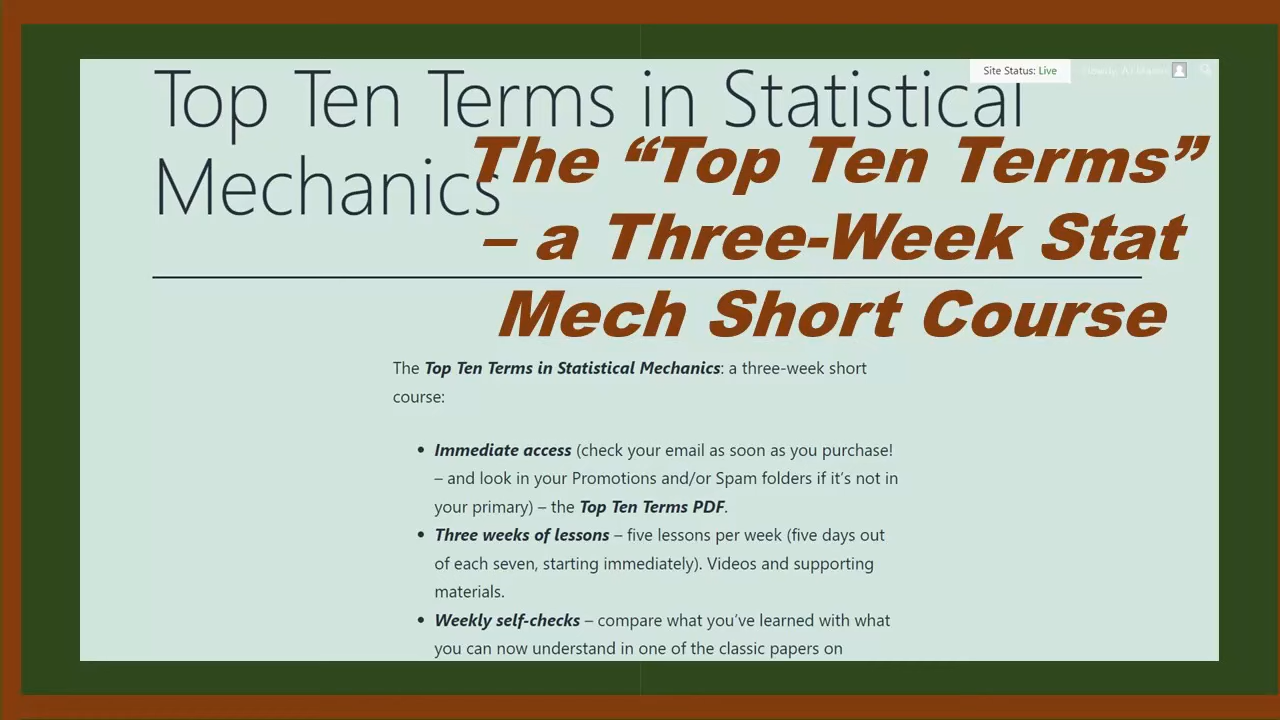 Site Status: Live
Top Ten Terms in Statistical
Mechanics
The “Top Ten Terms”
– a Three-Week Stat
Mech Short Course
The Top Ten Terms in Statistical Mechanics: a three-week short
course:
• Immediate access (check your email as soon as you purchase!
– and look in your Promotions and/or Spam folders if it’s not in
your primary) – the Top Ten Terms PDF.
• Three weeks of lessons – five lessons per week (five days out
of each seven, starting immediately). Videos and supporting
materials.
• Weekly self-checks – compare what you’ve learned with what
you can now understand in one of the classic papers on